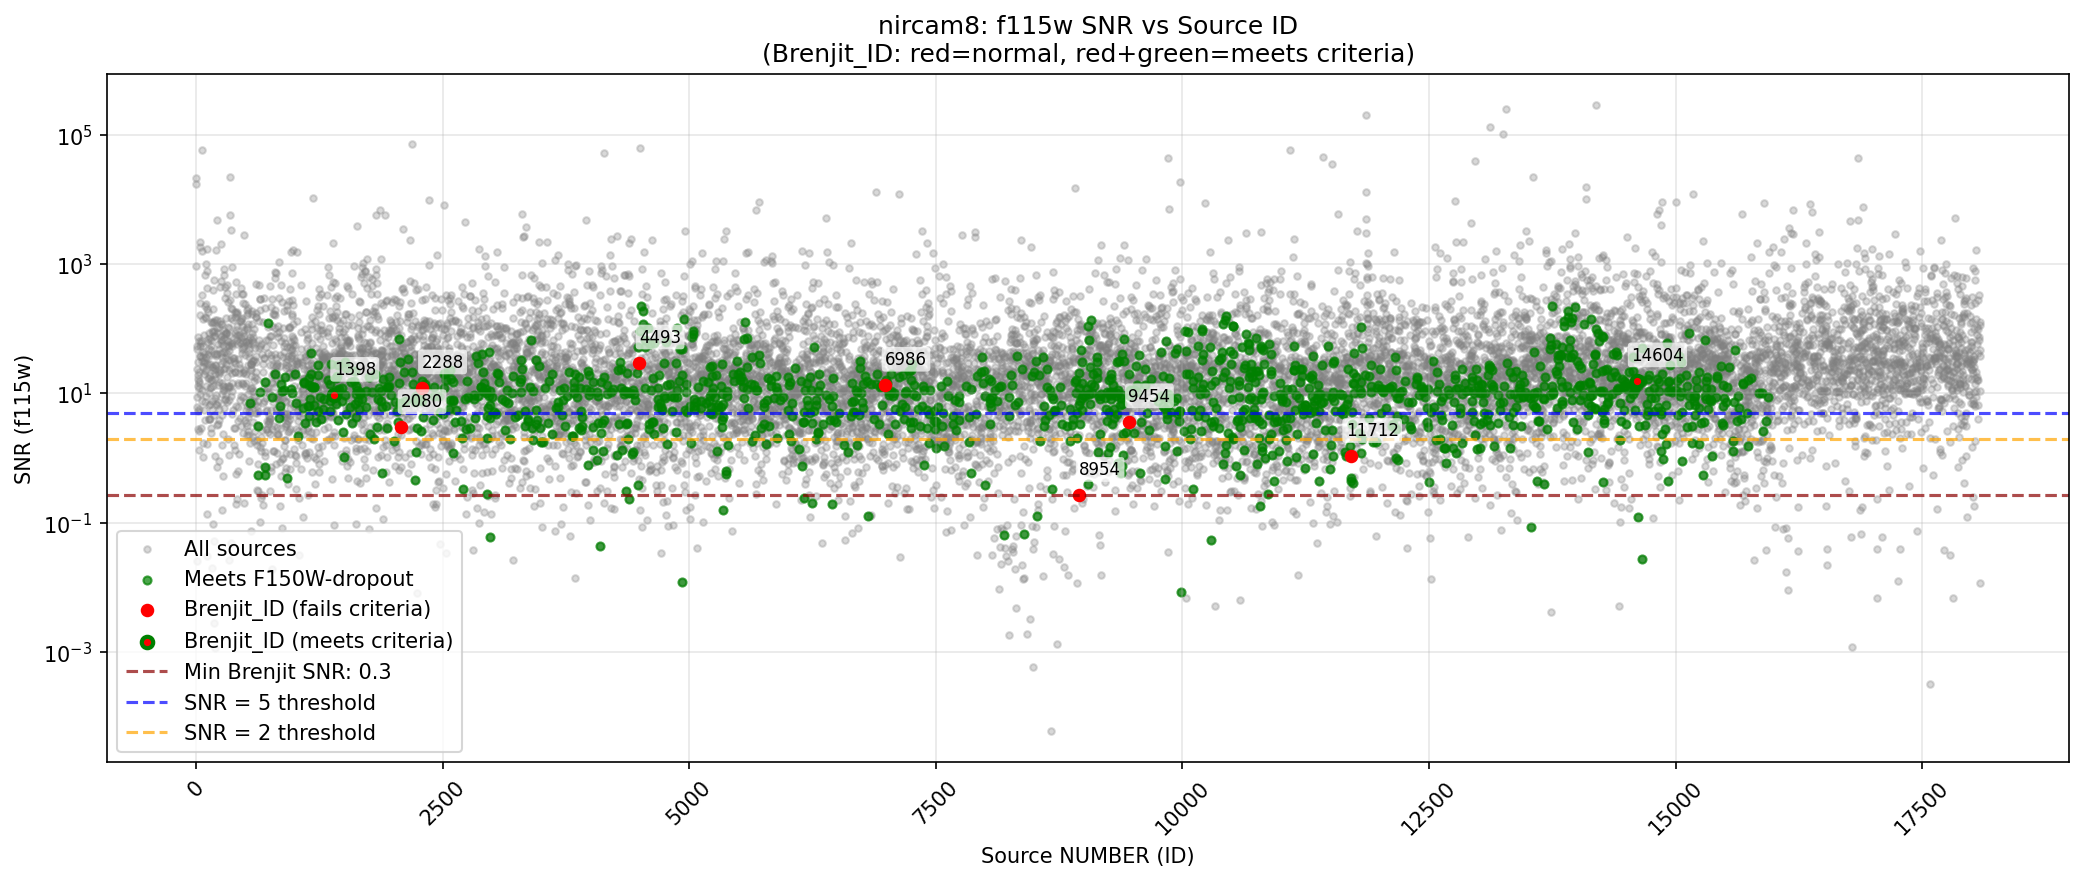 nircam8: f115w SNR vs Source ID
(Brenjit_ID: red=normal, red+green=meets criteria)
SNR (f115w)
10^5
10^3
10^1
10^-1
10^-3
1398
2288
2080
4493
6986
8954
9454
11712
14604
All sources
Meets F150W-dropout
Brenjit_ID (fails criteria)
Brenjit_ID (meets criteria)
Min Brenjit SNR: 0.3
SNR = 5 threshold
SNR = 2 threshold
0
2500
5000
7500
10000
12500
15000
17500
Source NUMBER (ID)